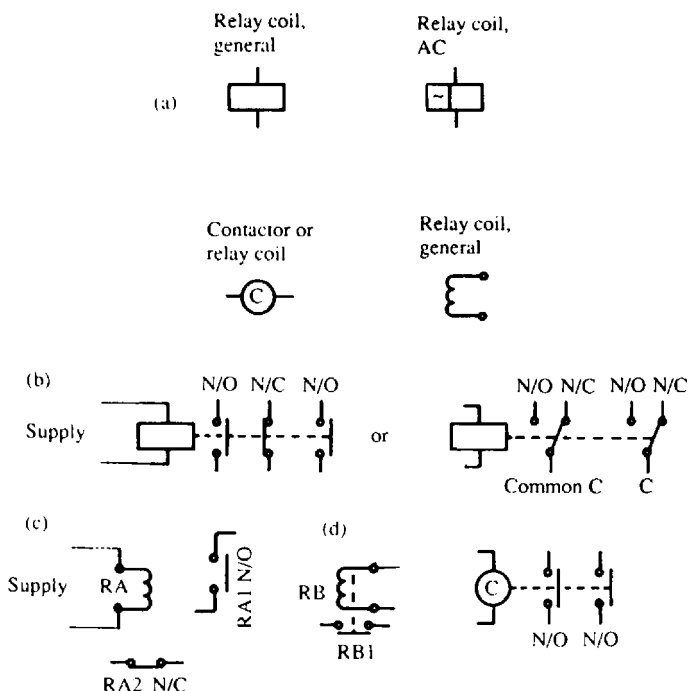 Relay coil,
general
Relay coil,
AC
(a)
~
Contactor or
relay coil
Relay coil,
general
C
(b)
N/O N/C N/O
N/O N/C N/O N/C
Supply
or
Common C
C
(c)
(d)
Supply
RA
RA1 N/O
RB
C
RB1
N/O N/O
RA2 N/C